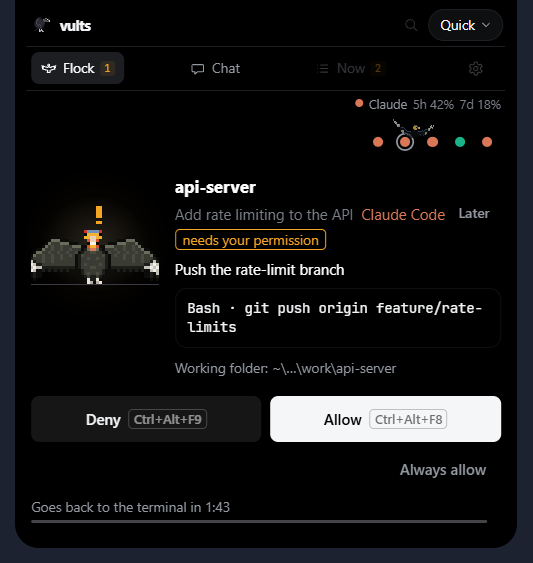 vults
Quick
Flock 1
Chat
Now 2
Claude 5h 42% 7d 18%
api-server
Add rate limiting to the API Claude Code Later
needs your permission
Push the rate-limit branch
Bash · git push origin feature/rate-
limits
Working folder: ~\...\work\api-server
Deny Ctrl+Alt+F9
Allow Ctrl+Alt+F8
Always allow
Goes back to the terminal in 1:43